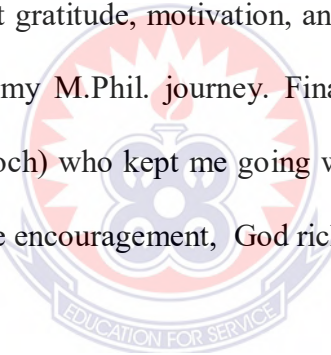 t gratitude, motivation, an
my M.Phil. journey. Fina
och) who kept me going w
e encouragement, God rich
EDUCATION FOR SERVICE